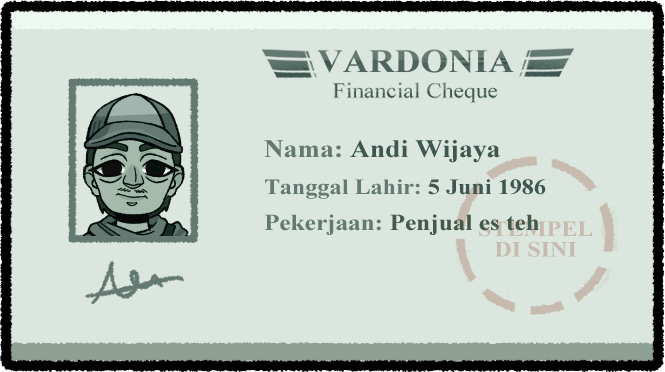 VARDONIA
Financial Cheque
Nama: Andi Wijaya
Tanggal Lahir: 5 Juni 1986
Pekerjaan: Penjual es teh
STEMPEL
DI SINI